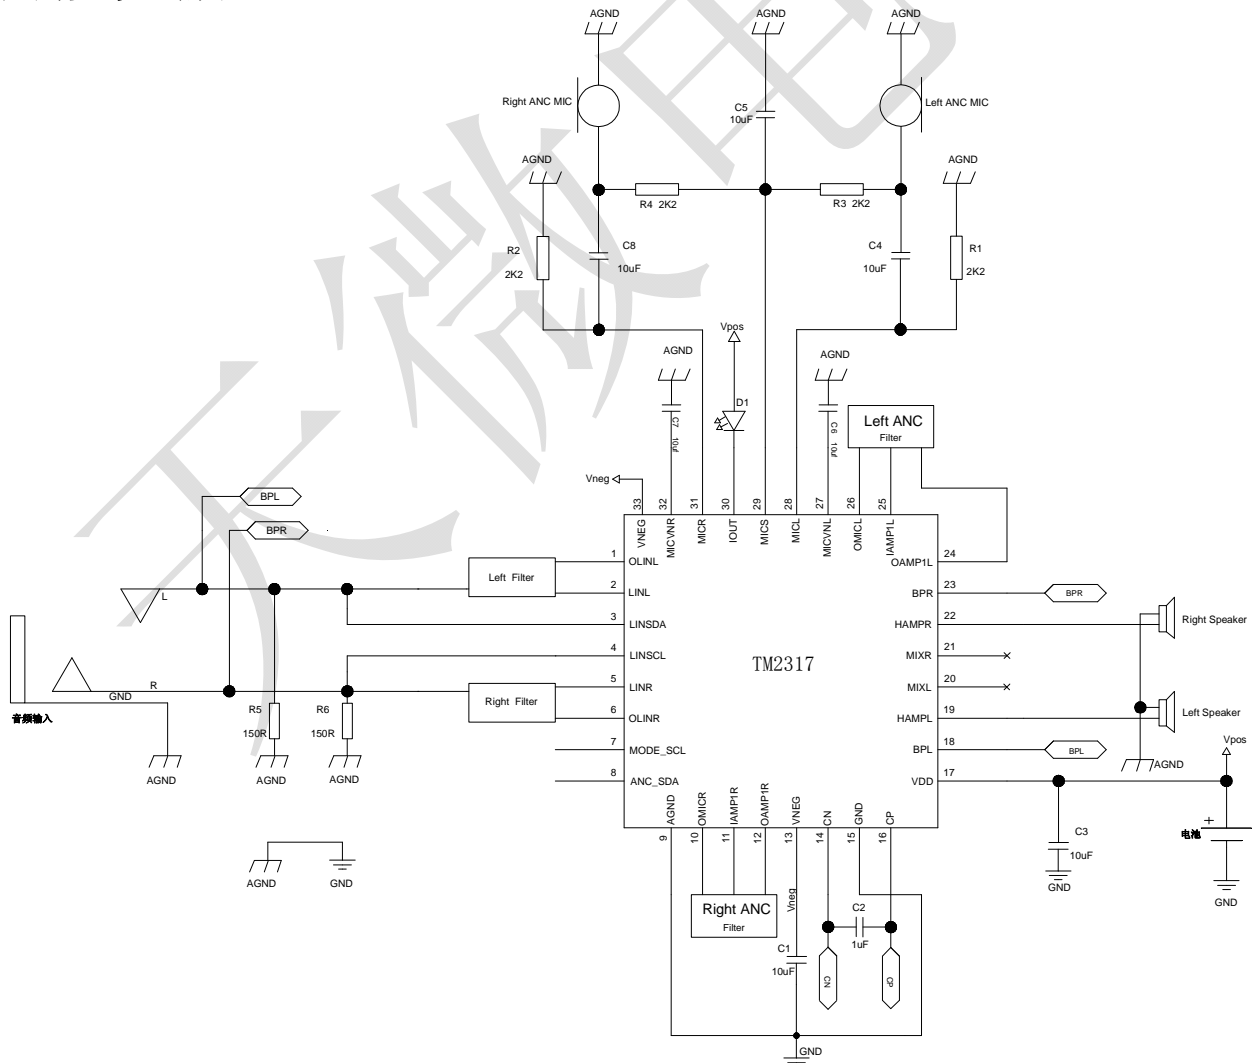 AGND
AGND
AGND
Right ANC MIC
C5
10uF
Left ANC MIC
AGND
AGND
R4 2K2
R3 2K2
R2
2K2
C8
10uF
C4
10uF
R1
2K2
Vpos
AGND
AGND
C7 10uf
D1
C6 10uf
Left ANC
Filter
Vneg
BPL
BPR
33
32
31
30
29
28
27
26
25
VNEG
MICVNR
MICR
IOUT
MICS
MICL
MICVNL
OMICL
IAMP1L
1
OLINL
OAMP1L
24
Left Filter
2
LINL
BPR
23
BPR
L
3
LINSDA
HAMPR
22
Right Speaker
4
LINSCL
MIXR
21
TM2317
R
5
LINR
MIXL
20
GND
Right Filter
音频输入
R5
150R
R6
150R
6
OLINR
HAMPL
19
Left Speaker
7
MODE_SCL
BPL
18
BPL
AGND
Vpos
AGND
AGND
AGND
8
ANC_SDA
VDD
17
AGND
OMICR
IAMP1R
OAMP1R
VNEG
CN
GND
CP
9
10
11
12
13
14
15
16
C3
10uF
电池
+
AGND
GND
GND
GND
Right ANC
Filter
Vneg
C2
1uF
C1
10uF
CN
CP
GND
天微电